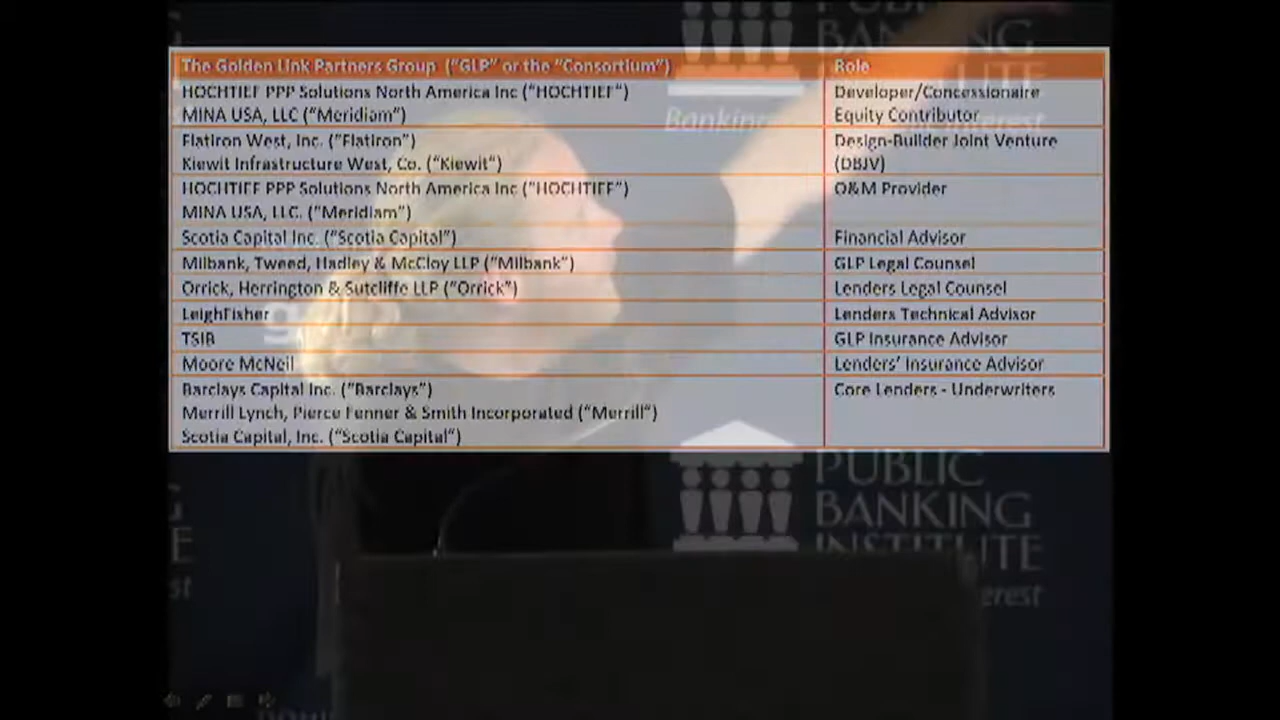 The Golden Link Partners Group ("GLP" or the "Consortium") Role
HOCHTIEF PPP Solutions North America Inc ("HOCHTIEF") Developer/Concessionaire
MINA USA, LLC ("Meridiam") Equity Contributor
Flatiron West, Inc. ("Flatiron") Design-Builder Joint Venture
Kiewit Infrastructure West, Co. ("Kiewit") (DBJV)
HOCHTIEF PPP Solutions North America Inc ("HOCHTIEF") O&M Provider
MINA USA, LLC. ("Meridiam")
Scotia Capital Inc. ("Scotia Capital") Financial Advisor
Milbank, Tweed, Hadley & McCloy LLP ("Milbank") GLP Legal Counsel
Orrick, Herrington & Sutcliffe LLP ("Orrick") Lenders Legal Counsel
LeighFisher Lenders Technical Advisor
TSIB GLP Insurance Advisor
Moore McNeil Lenders' Insurance Advisor
Barclays Capital Inc. ("Barclays") Core Lenders - Underwriters
Merrill Lynch, Pierce Fenner & Smith Incorporated ("Merrill")
Scotia Capital, Inc. ("Scotia Capital")
PUBLIC
BANKING
INSTITUTE
BANKING
INSTITUTE
Banking
interest